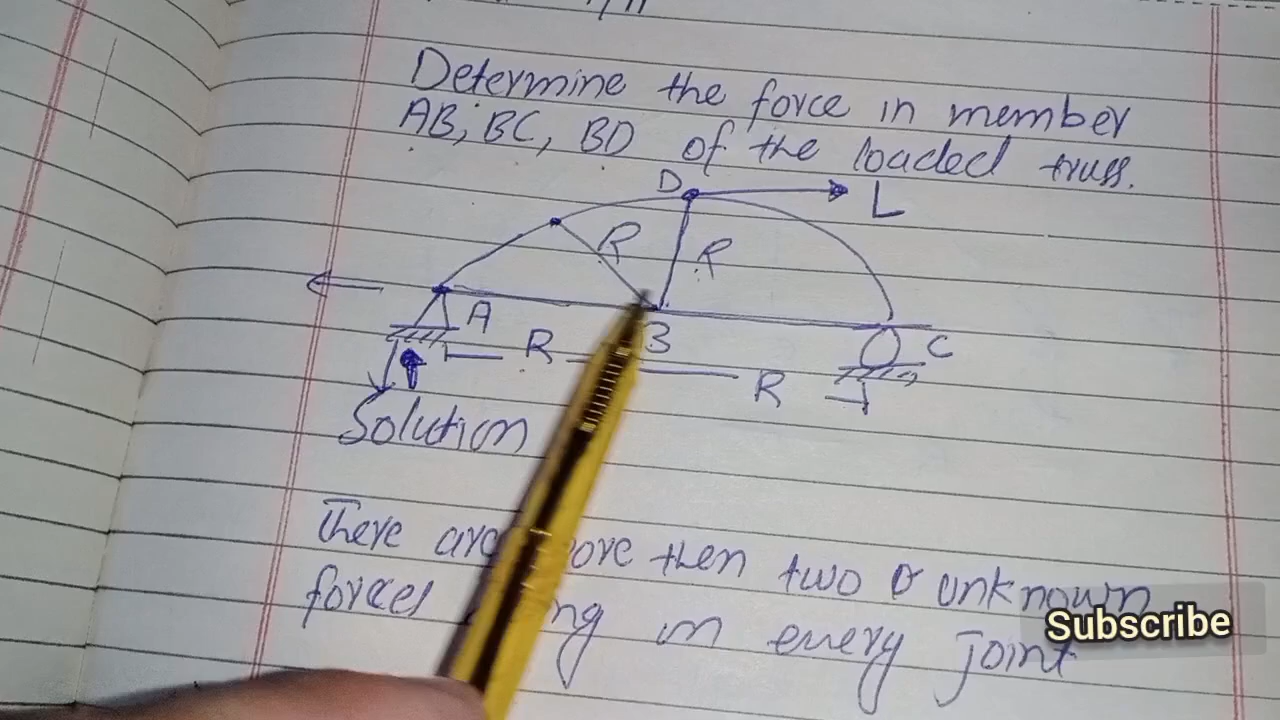 Determine the force in member
AB, BC, BD of the loaded truss.
D
L
R
R
A
B
C
R
R
Solution
There then two unknown
forces in every joint
Subscribe